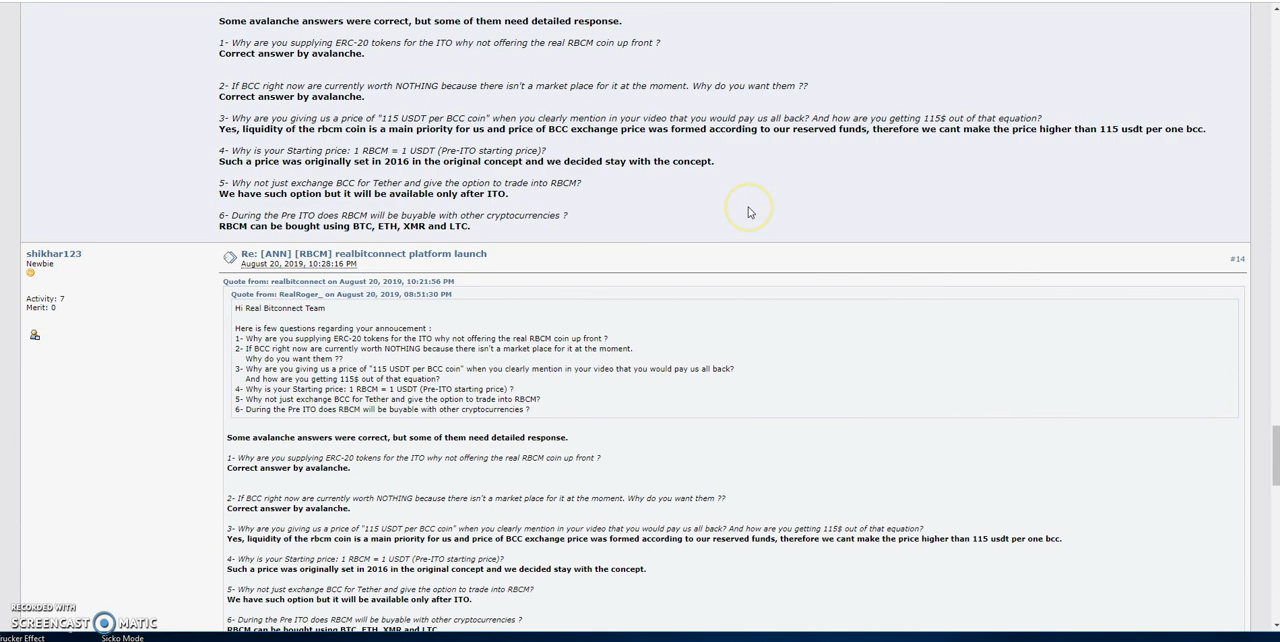 Some avalanche answers were correct, but some of them need detailed response.
1- Why are you supplying ERC-20 tokens for the ITO why not offering the real RBCM coin up front ?
Correct answer by avalanche.
2- If BCC right now are currently worth NOTHING because there isn't a market place for it at the moment. Why do you want them ??
Correct answer by avalanche.
3- Why are you giving us a price of "115 USDT per BCC coin" when you clearly mention in your video that you would pay us all back? And how are you getting 115$ out of that equation?
Yes, liquidity of the rbcm coin is a main priority for us and price of BCC exchange price was formed according to our reserved funds, therefore we cant make the price higher than 115 usdt per one bcc.
4- Why is your Starting price: 1 RBCM = 1 USDT (Pre-ITO starting price)?
Such a price was originally set in 2016 in the original concept and we decided stay with the concept.
5- Why not just exchange BCC for Tether and give the option to trade into RBCM?
We have such option but it will be available only after ITO.
6- During the Pre ITO does RBCM will be buyable with other cryptocurrencies ?
RBCM can be bought using BTC, ETH, XMR and LTC.
shikhar123
Newbie
Activity: 7
Merit: 0
Re: [ANN] [RBCM] realbitconnect platform launch
August 20, 2019, 10:28:16 PM
#14
Quote from: realbitconnect on August 20, 2019, 10:21:56 PM
Quote from: RealRoger_ on August 20, 2019, 08:51:30 PM
Hi Real Bitconnect Team
Here is few questions regarding your annoucement :
1- Why are you supplying ERC-20 tokens for the ITO why not offering the real RBCM coin up front ?
2- If BCC right now are currently worth NOTHING because there isn't a market place for it at the moment.
Why do you want them ??
3- Why are you giving us a price of "115 USDT per BCC coin" when you clearly mention in your video that you would pay us all back?
And how are you getting 115$ out of that equation?
4- Why is your Starting price: 1 RBCM = 1 USDT (Pre-ITO starting price) ?
5- Why not just exchange BCC for Tether and give the option to trade into RBCM?
6- During the Pre ITO does RBCM will be buyable with other cryptocurrencies ?
Some avalanche answers were correct, but some of them need detailed response.
1- Why are you supplying ERC-20 tokens for the ITO why not offering the real RBCM coin up front ?
Correct answer by avalanche.
2- If BCC right now are currently worth NOTHING because there isn't a market place for it at the moment. Why do you want them ??
Correct answer by avalanche.
3- Why are you giving us a price of "115 USDT per BCC coin" when you clearly mention in your video that you would pay us all back? And how are you getting 115$ out of that equation?
Yes, liquidity of the rbcm coin is a main priority for us and price of BCC exchange price was formed according to our reserved funds, therefore we cant make the price higher than 115 usdt per one bcc.
4- Why is your Starting price: 1 RBCM = 1 USDT (Pre-ITO starting price)?
Such a price was originally set in 2016 in the original concept and we decided stay with the concept.
5- Why not just exchange BCC for Tether and give the option to trade into RBCM?
We have such option but it will be available only after ITO.
6- During the Pre ITO does RBCM will be buyable with other cryptocurrencies ?
RBCM can be bought using BTC, ETH, XMR and LTC.
RECORDED WITH
SCREENCAST MATIC
rucker Effect
Sicko Mode